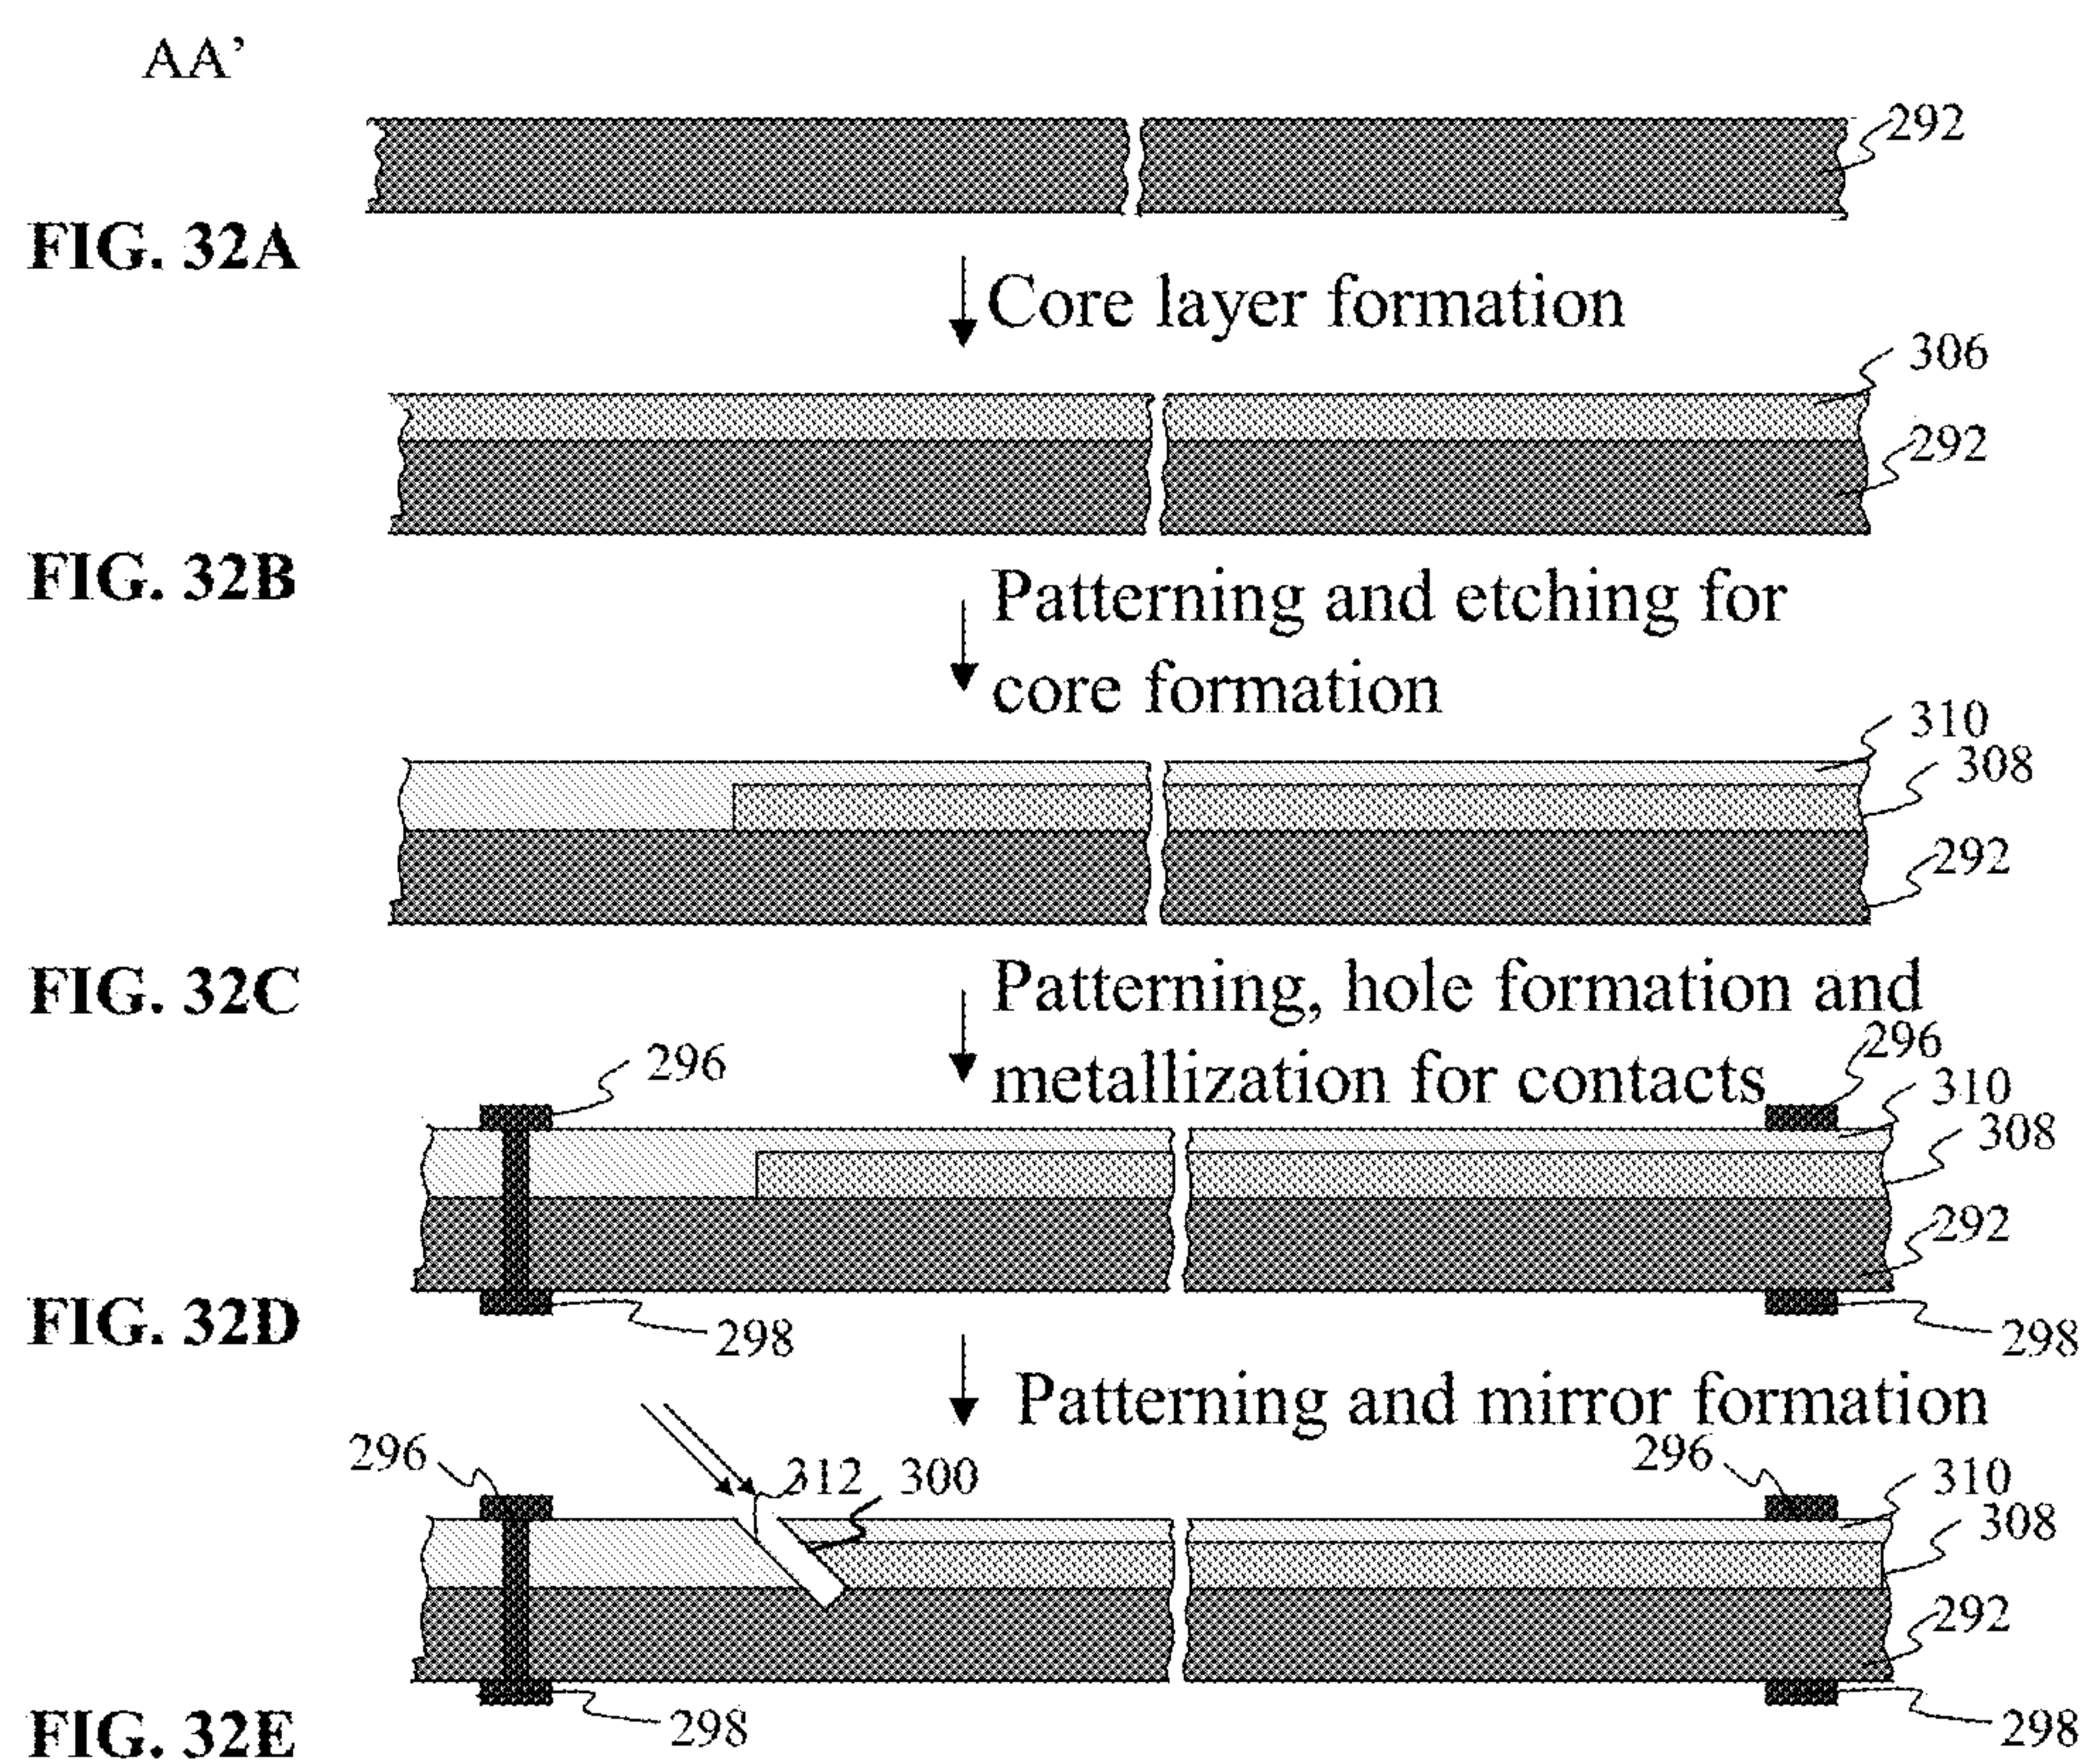 AA’
292
FIG. 32A
Core layer formation
306
292
FIG. 32B
Patterning and etching for
core formation
310
308
292
FIG. 32C
Patterning, hole formation and
metallization for contacts
296
296
310
308
292
FIG. 32D
298
298
Patterning and mirror formation
296
312
300
296
310
308
292
FIG. 32E
298
298